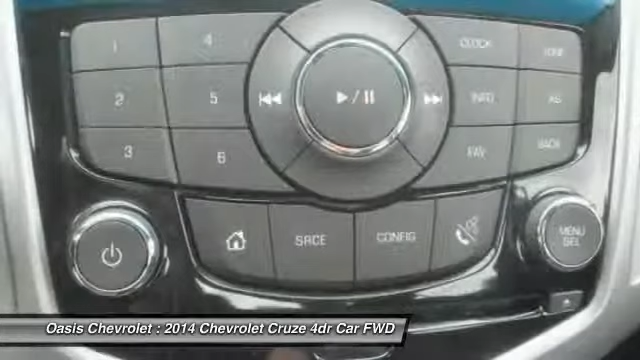 1 4 CLOCK TONE
2 5 INFO AS
3 6 FAV BACK
SRCE CONFIG MENU
SEL
Oasis Chevrolet : 2014 Chevrolet Cruze 4dr Car FWD